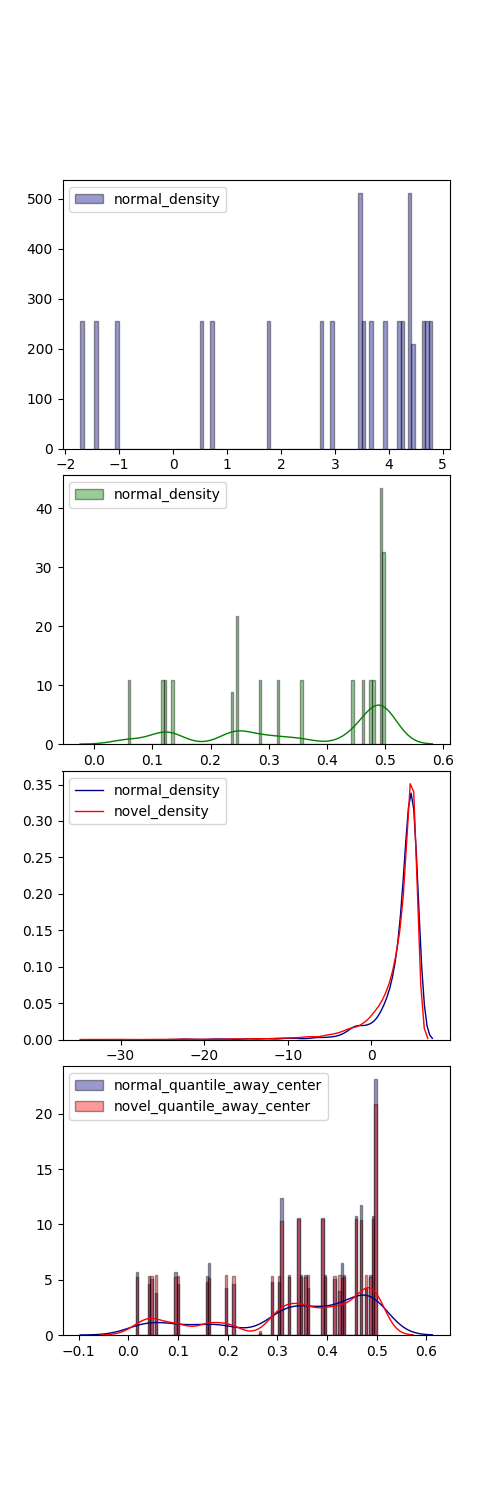 normal_density
500
400
300
200
100
0
−2 −1 0 1 2 3 4 5
normal_density
40
30
20
10
0
0.0 0.1 0.2 0.3 0.4 0.5 0.6
normal_density
novel_density
0.35
0.30
0.25
0.20
0.15
0.10
0.05
0.00
−30 −20 −10 0
normal_quantile_away_center
novel_quantile_away_center
20
15
10
5
0
−0.1 0.0 0.1 0.2 0.3 0.4 0.5 0.6